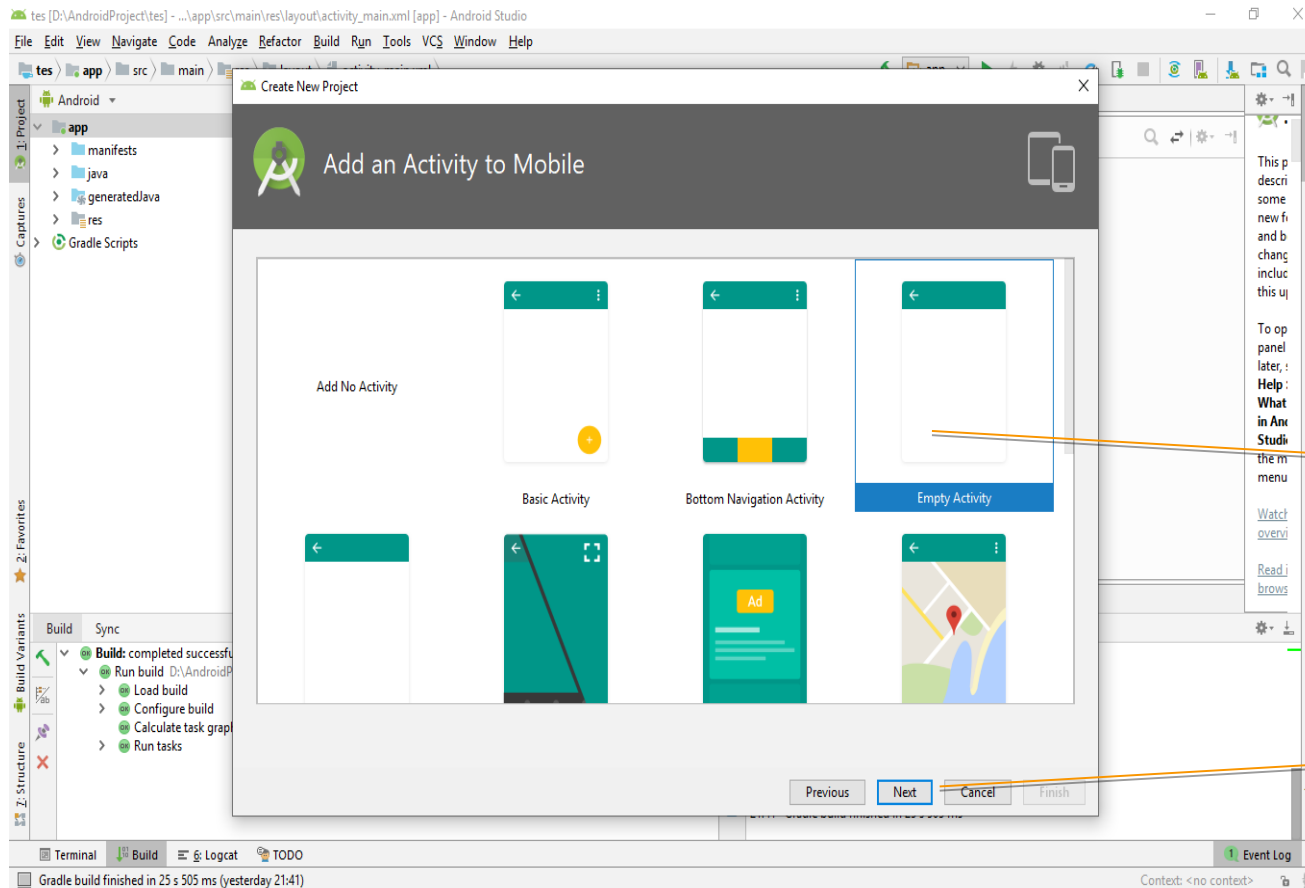 tes [D:\AndroidProject\tes] - ...\app\src\main\res\layout\activity_main.xml [app] - Android Studio
File Edit View Navigate Code Analyze Refactor Build Run Tools VCS Window Help
tes app src main
Create New Project
Android
1: Project
app
manifests
java
generatedJava
res
Gradle Scripts
Captures
Add an Activity to Mobile
Add No Activity
Basic Activity
Bottom Navigation Activity
Empty Activity
Ad
This p
descri
some
new f
and b
chang
includ
this u
To op
panel
later, s
Help
What
in And
Studi
the m
menu
Watch
overvi
Read i
brows
2: Favorites
Build Variants
Build Sync
Build: completed successfu
Run build D:\AndroidP
Load build
Configure build
Calculate task grap
Run tasks
Z: Structure
Previous Next Cancel Finish
Terminal Build 6: Logcat TODO
1 Event Log
Gradle build finished in 25 s 505 ms (yesterday 21:41)
Context: <no context>